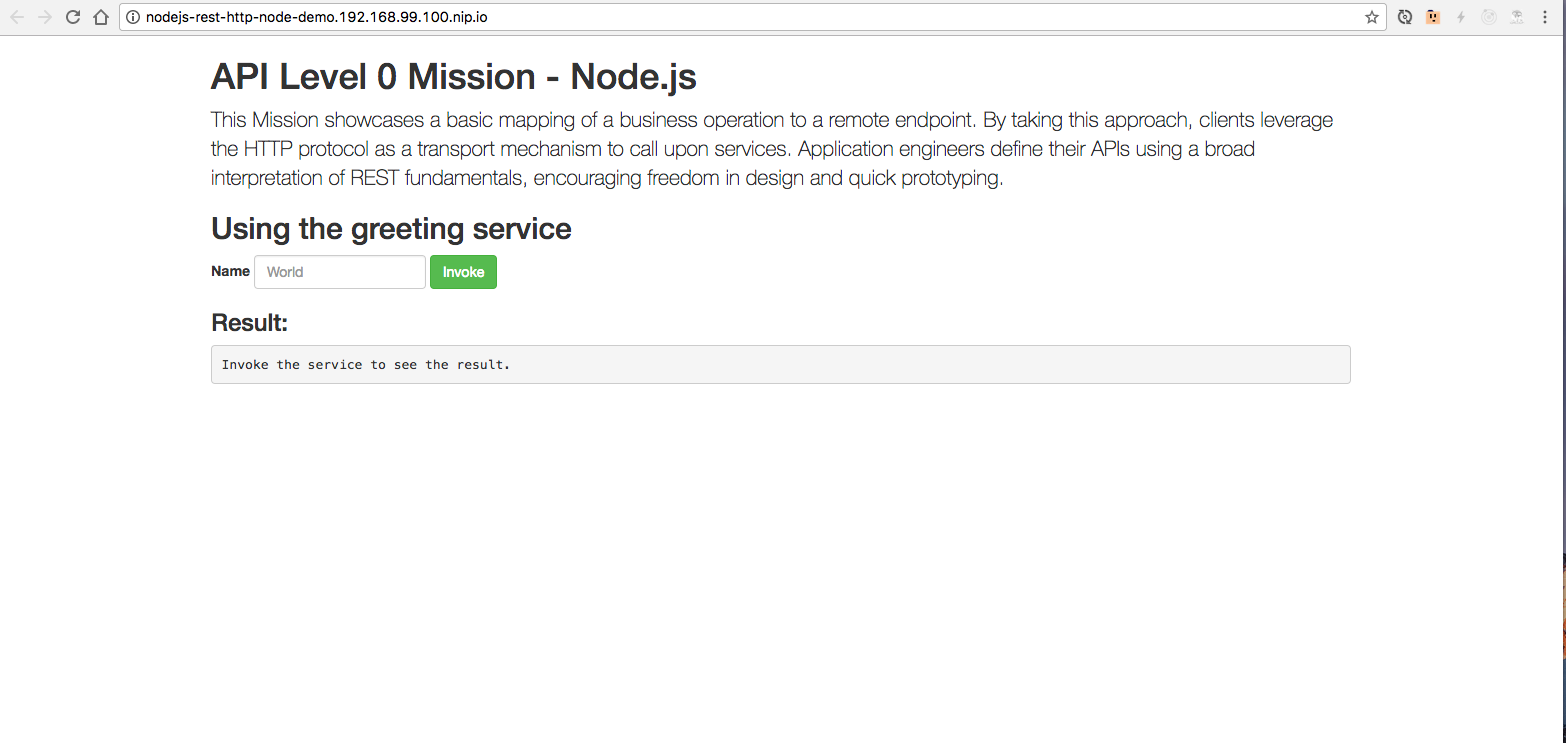 nodejs-rest-http-node-demo.192.168.99.100.nip.io
API Level 0 Mission - Node.js
This Mission showcases a basic mapping of a business operation to a remote endpoint. By taking this approach, clients leverage
the HTTP protocol as a transport mechanism to call upon services. Application engineers define their APIs using a broad
interpretation of REST fundamentals, encouraging freedom in design and quick prototyping.
Using the greeting service
Name World Invoke
Result:
Invoke the service to see the result.